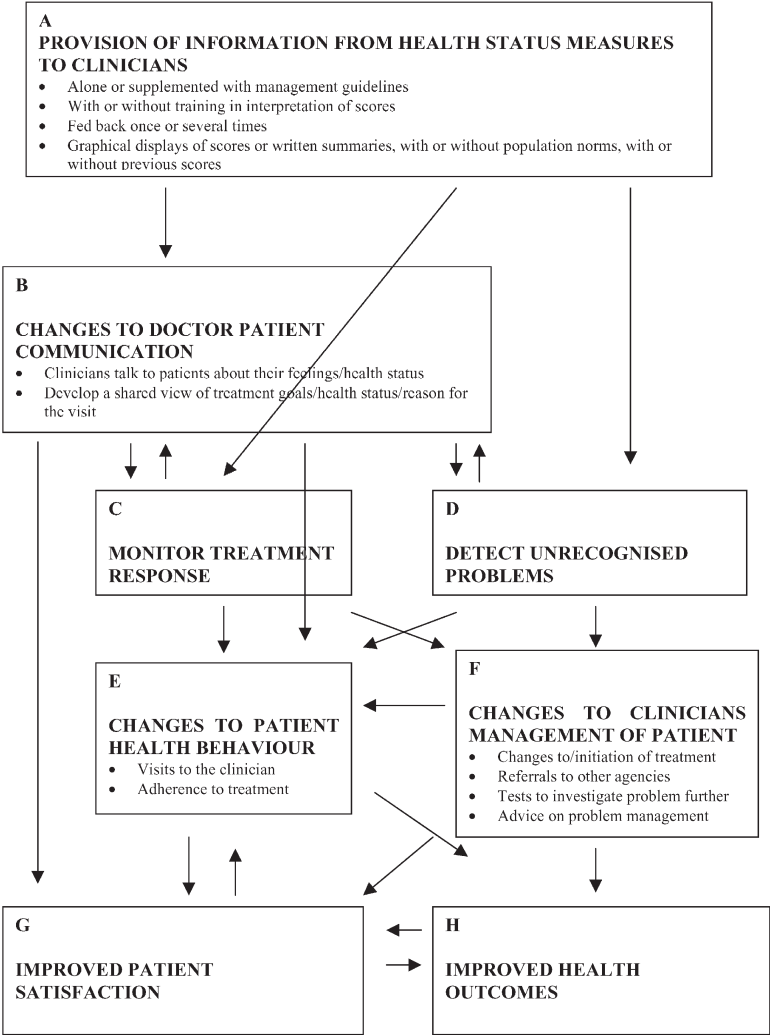 A
PROVISION OF INFORMATION FROM HEALTH STATUS MEASURES
TO CLINICIANS
• Alone or supplemented with management guidelines
• With or without training in interpretation of scores
• Fed back once or several times
• Graphical displays of scores or written summaries, with or without population norms, with or
without previous scores
B
CHANGES TO DOCTOR PATIENT
COMMUNICATION
• Clinicians talk to patients about their feelings/health status
• Develop a shared view of treatment goals/health status/reason for
the visit
C
MONITOR TREATMENT
RESPONSE
D
DETECT UNRECOGNISED
PROBLEMS
E
CHANGES TO PATIENT
HEALTH BEHAVIOUR
• Visits to the clinician
• Adherence to treatment
F
CHANGES TO CLINICIANS
MANAGEMENT OF PATIENT
• Changes to/initiation of treatment
• Referrals to other agencies
• Tests to investigate problem further
• Advice on problem management
G
IMPROVED PATIENT
SATISFACTION
H
IMPROVED HEALTH
OUTCOMES